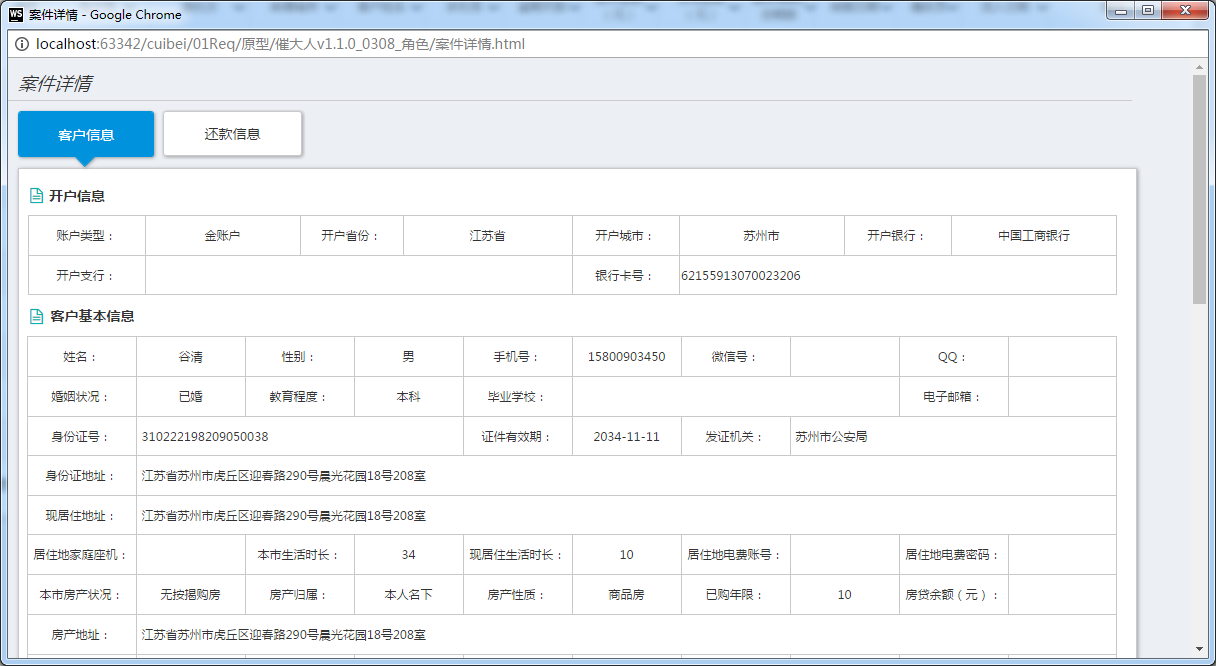 案件详情 - Google Chrome
localhost:63342/cuibei/01Req/原型/催大人v1.1.0_0308_角色/案件详情.html
案件详情
客户信息 还款信息
开户信息
账户类型： 金账户 开户省份： 江苏省 开户城市： 苏州市 开户银行： 中国工商银行
开户支行： 银行卡号： 62155913070023206
客户基本信息
姓名： 谷清 性别： 男 手机号： 15800903450 微信号： QQ：
婚姻状况： 已婚 教育程度： 本科 毕业学校： 电子邮箱：
身份证号： 310222198209050038 证件有效期： 2034-11-11 发证机关： 苏州市公安局
身份证地址： 江苏省苏州市虎丘区迎春路290号晨光花园18号208室
现居住地址： 江苏省苏州市虎丘区迎春路290号晨光花园18号208室
居住地家庭座机： 本市生活时长： 34 现居住生活时长： 10 居住地电费账号： 居住地电费密码：
本市房产状况： 无按揭购房 房产归属： 本人名下 房产性质： 商品房 已购年限： 10 房贷余额（元）：
房产地址： 江苏省苏州市虎丘区迎春路290号晨光花园18号208室